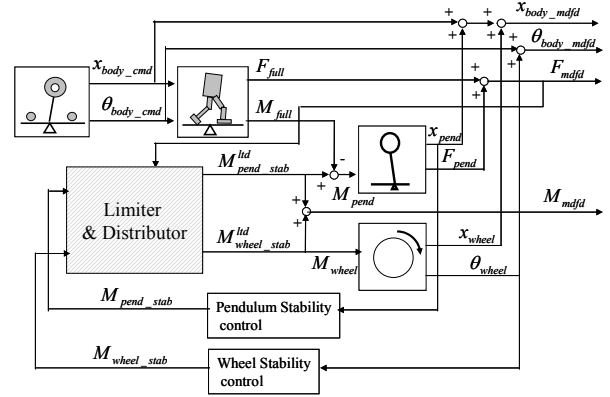 x_body_mdfd
+ +
+ +
θ_body_mdfd
+
+
x_body_cmd
F_full
F_mdfd
+
+
θ_body_cmd
M_full
x_pend
-
F_pend
M^ltd_pend_stab
+
M_pend
Limiter
& Distributor
+
+
M_mdfd
M^ltd_wheel_stab
x_wheel
M_wheel
θ_wheel
M_pend_stab
Pendulum Stability
control
M_wheel_stab
Wheel Stability
control